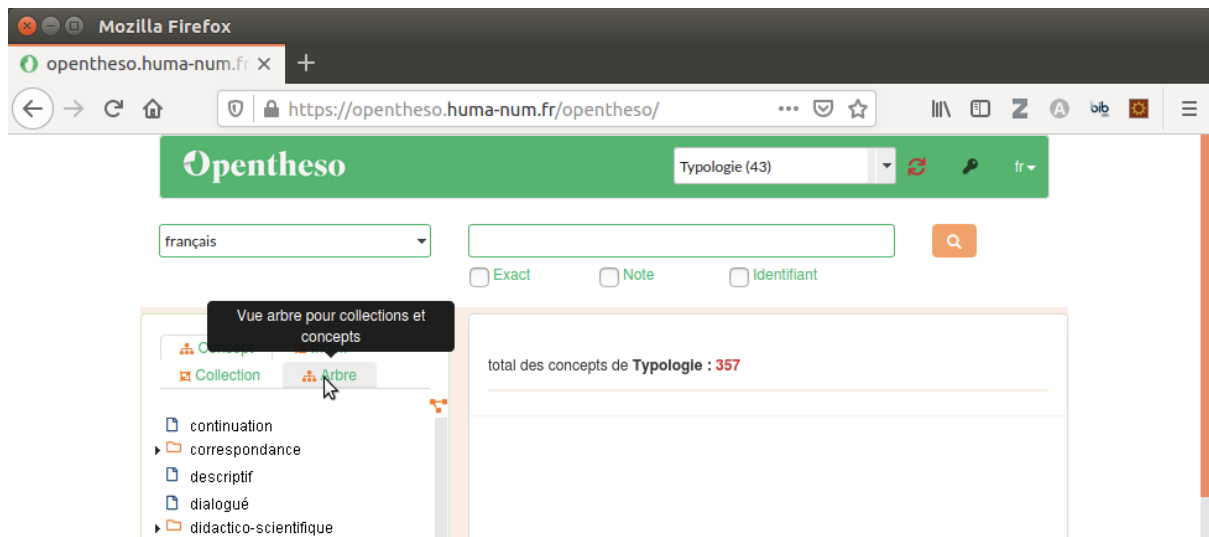 Mozilla Firefox
opentheso.huma-num.fr
https://opentheso.huma-num.fr/opentheso/
Z
A
bib
Opentheso
Typologie (43)
fr
français
Exact
Note
Identifiant
Vue arbre pour collections et
concepts
Concept
Collection
Arbre
total des concepts de Typologie : 357
continuation
correspondance
descriptif
dialogué
didactico-scientifique